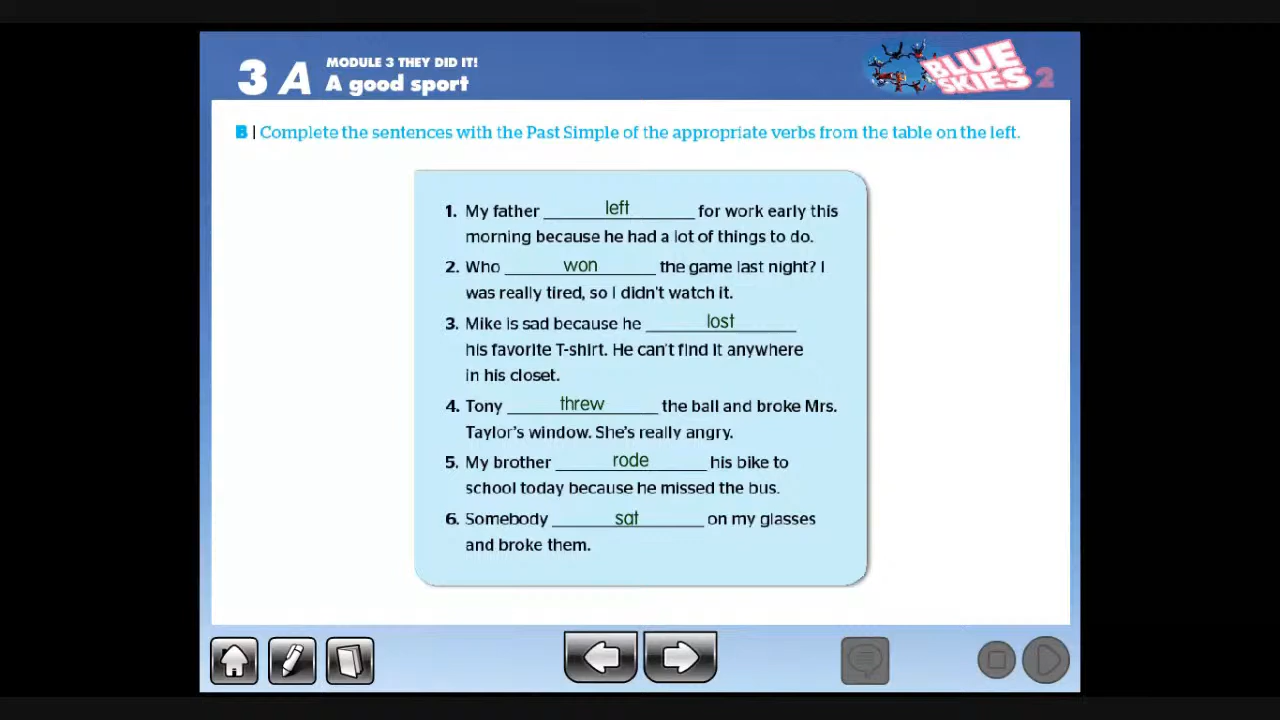 3 A
MODULE 3 THEY DID IT!
A good sport
BLUE
SKIES 2
B | Complete the sentences with the Past Simple of the appropriate verbs from the table on the left.
1. My father left for work early this
morning because he had a lot of things to do.
2. Who won the game last night? I
was really tired, so I didn't watch it.
3. Mike is sad because he lost
his favorite T-shirt. He can't find it anywhere
in his closet.
4. Tony threw the ball and broke Mrs.
Taylor's window. She's really angry.
5. My brother rode his bike to
school today because he missed the bus.
6. Somebody sat on my glasses
and broke them.